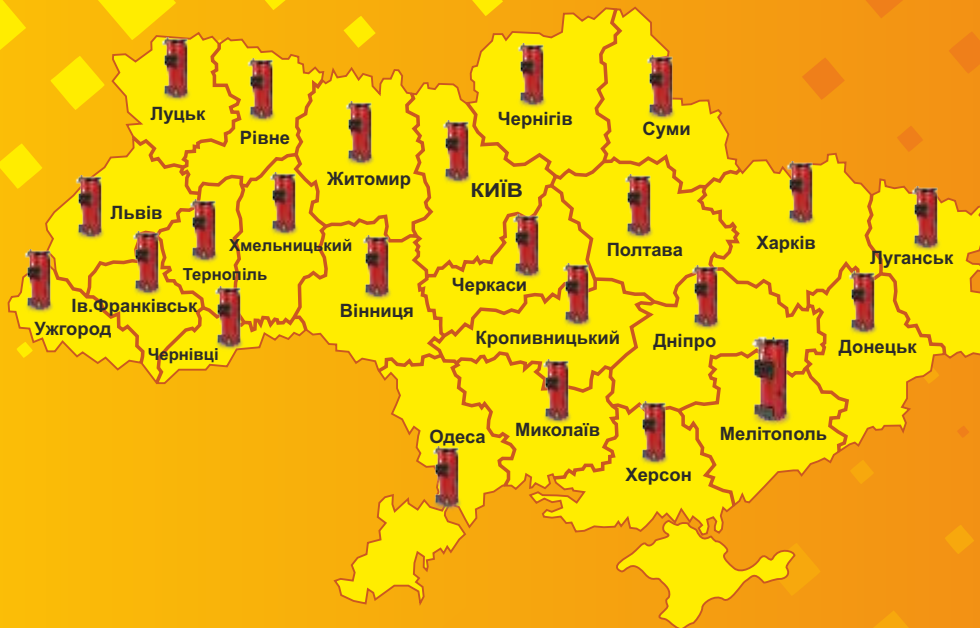 Луцьк
Рівне
Чернігів
Суми
Житомир
КИЇВ
Львів
Хмельницький
Тернопіль
Полтава
Харків
Луганськ
Ів.Франківськ
Ужгород
Чернівці
Вінниця
Черкаси
Кропивницький
Дніпро
Донецьк
Одеса
Миколаїв
Мелітополь
Херсон